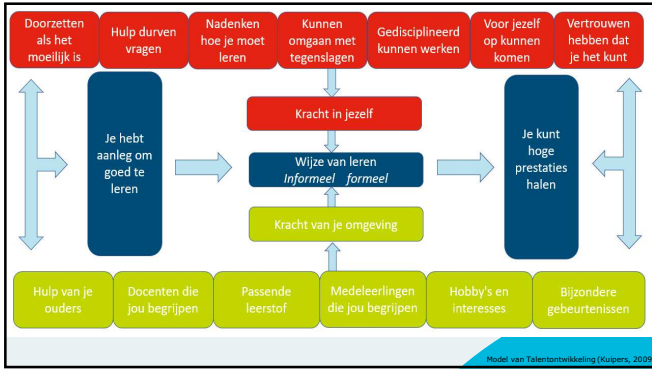 Doorzetten
als het
moeilijk is
Hulp durven
vragen
Nadenken
hoe je moet
leren
Kunnen
omgaan met
tegenslagen
Gedisciplineerd
kunnen werken
Voor jezelf
op kunnen
komen
Vertrouwen
hebben dat
je het kunt
Kracht in jezelf
Je hebt
aanleg om
goed te
leren
Wijze van leren
Informeel formeel
Je kunt
hoge
prestaties
halen
Kracht van je omgeving
Hulp van je
ouders
Docenten die
jou begrijpen
Passende
leerstof
Medeleerlingen
die jou begrijpen
Hobby's en
interesses
Bijzondere
gebeurtenissen
Model van Talentontwikkeling (Kuipers, 2009